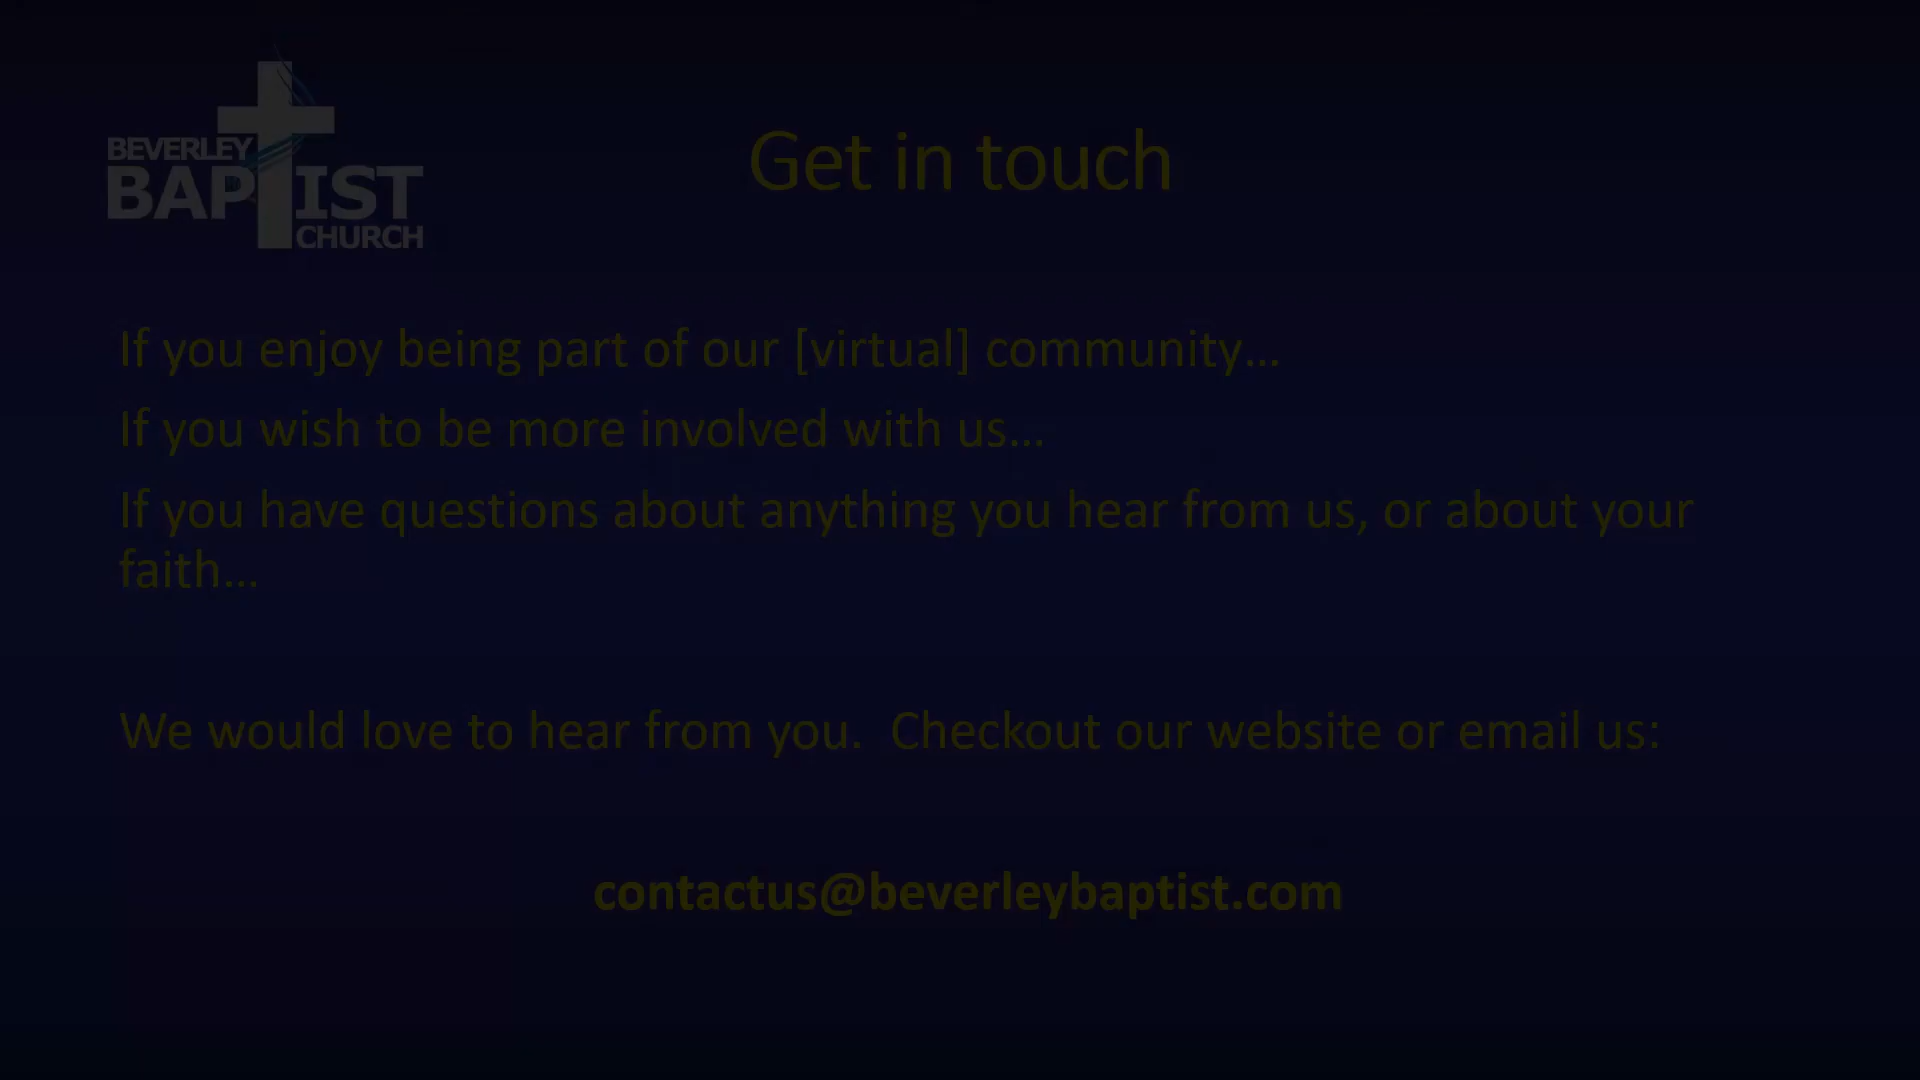 BEVERLEY
BAPTIST
CHURCH
Get in touch
If you enjoy being part of our [virtual] community...
If you wish to be more involved with us...
If you have questions about anything you hear from us, or about your
faith...
We would love to hear from you.  Checkout our website or email us:
contactus@beverleybaptist.com